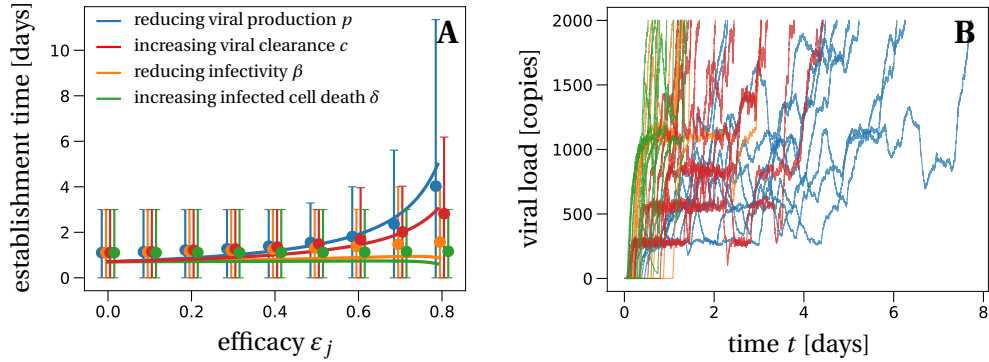 A
reducing viral production p
increasing viral clearance c
reducing infectivity β
increasing infected cell death δ
establishment time [days]
10
8
6
4
2
0
0.0 0.2 0.4 0.6 0.8
efficacy ε_j
B
viral load [copies]
2000
1500
1000
500
0
0 2 4 6 8
time t [days]